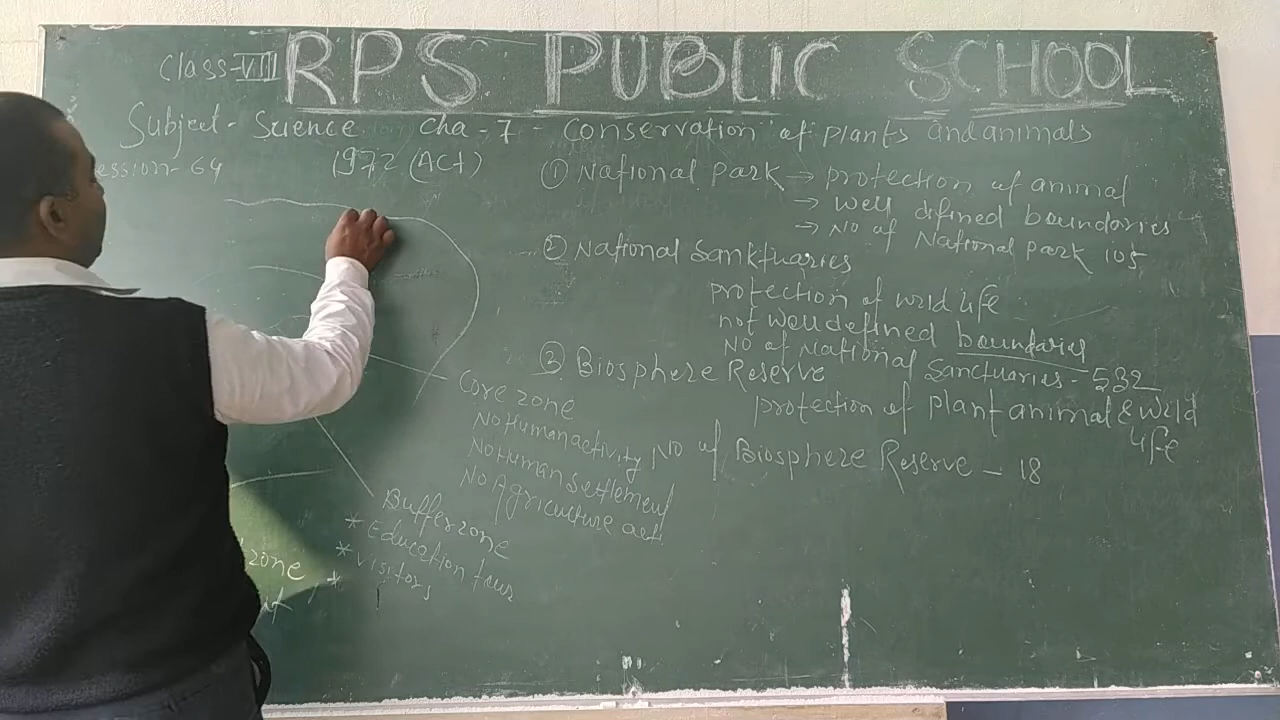 Class-VIII RPS PUBLIC SCHOOL
Subject - Science Cha - 7 - Conservation of plants and animals
ession-64 1972 (Act)
① National park → protection of animal
→ well defined boundaries
→ No of National park 105
② National Sanktuaries
protection of wild life
not well defined boundaries
No of National Sanctuaries - 532
③ Biosphere Reserve
protection of plant animal & wild
life
No of Biosphere Reserve - 18
Core zone
No Human activity
No Human Settlement
No Agriculture act.
Buffer zone
* Education tour
* visitors
*
zone